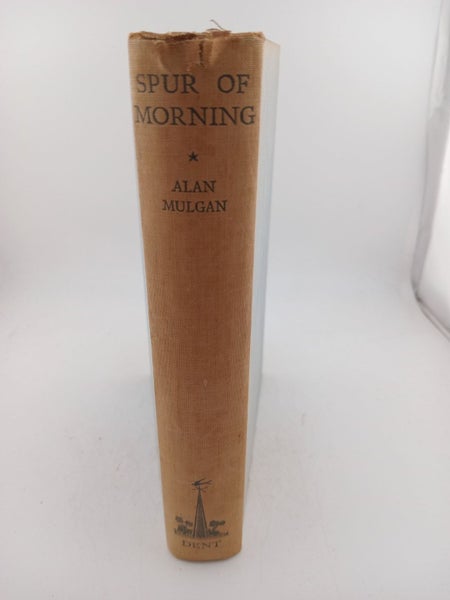 SPUR OF
MORNING
ALAN
MULGAN
DENT